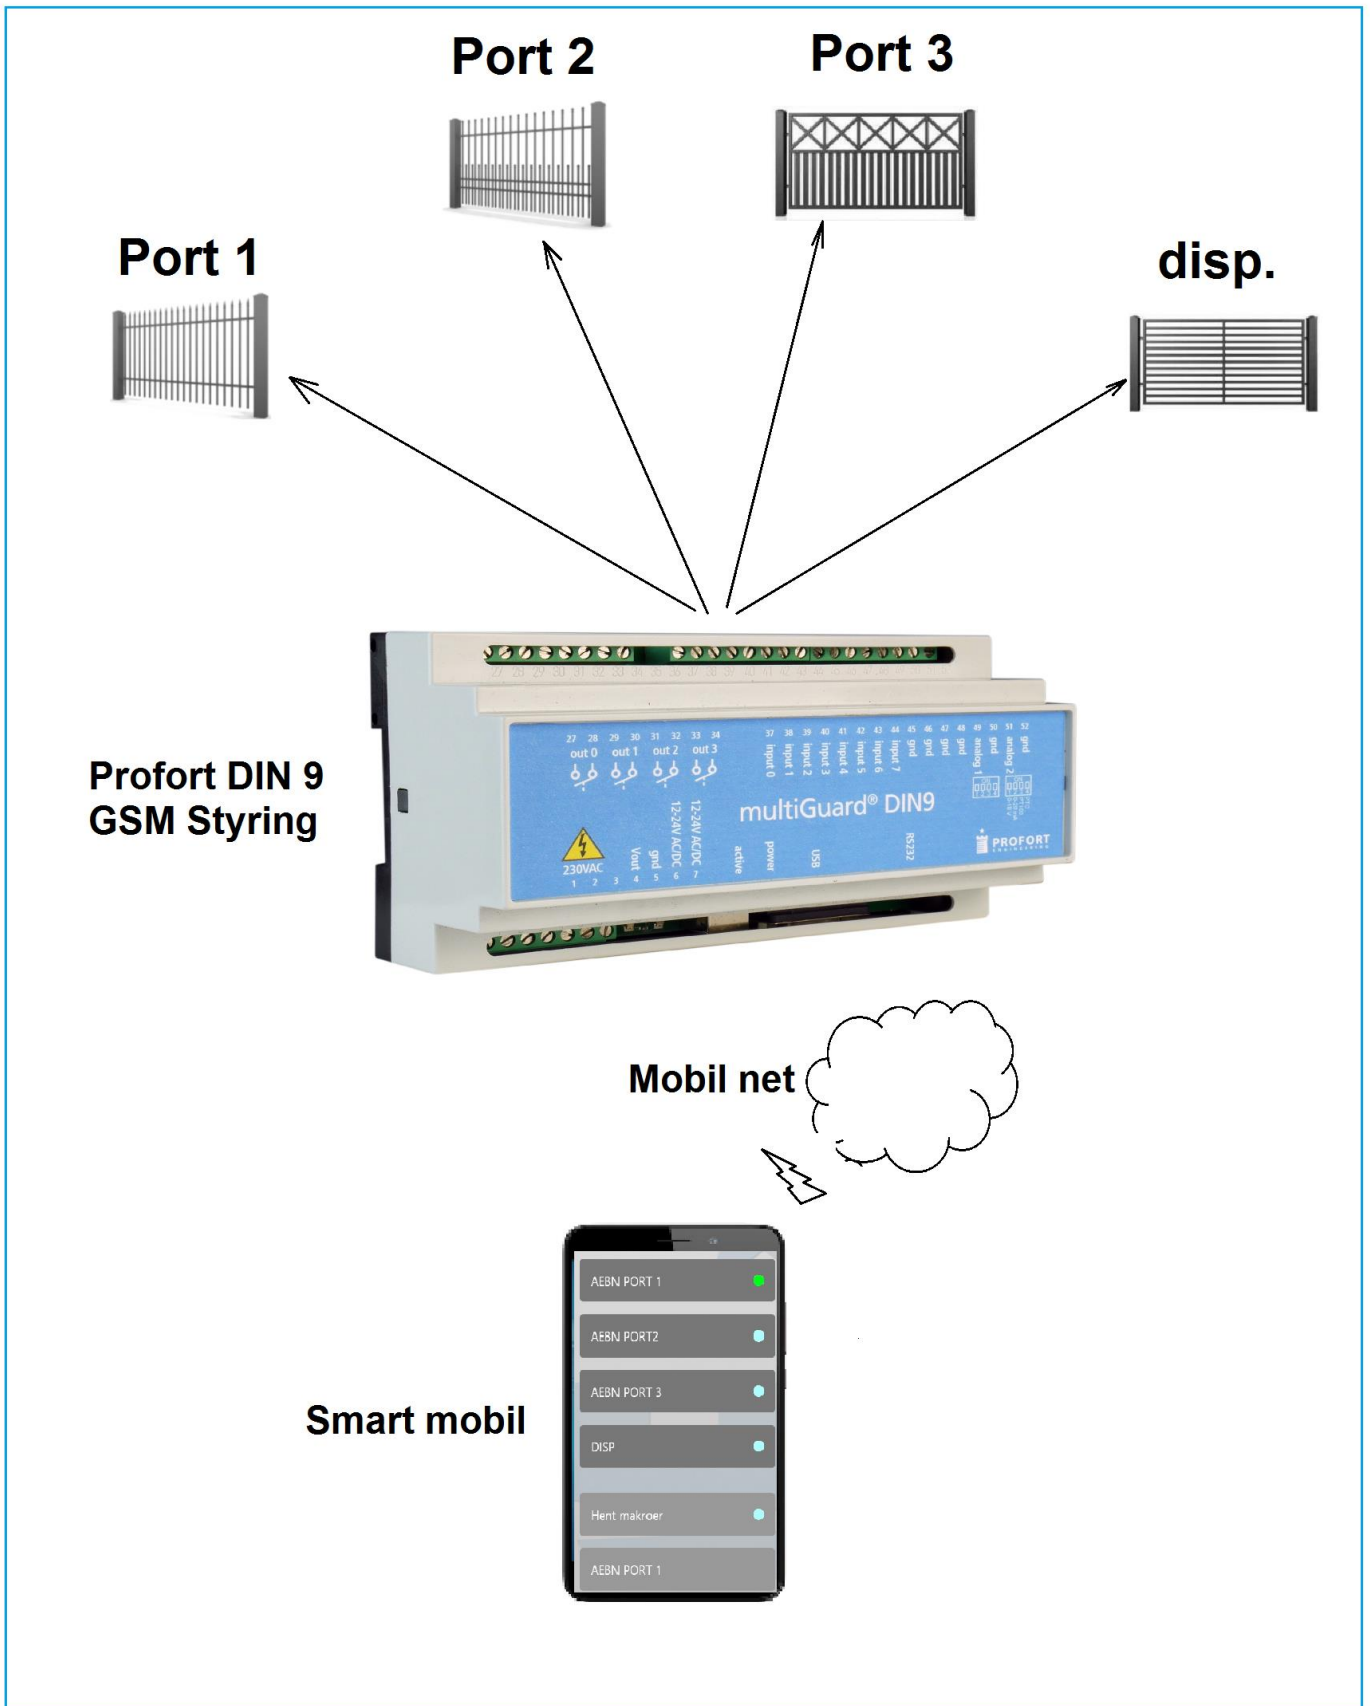 Port 2
Port 3
Port 1
disp.
Profort DIN 9
GSM Styring
27 28 29 30 31 32 33 34
out 0 out 1 out 2 out 3
37 38 39 40 41 42 43 44 45 46 47 48 49 50 51 52
input 0 input 1 input 2 input 3 input 4 input 5 input 6 input 7 gnd gnd gnd gnd analog 1 gnd analog 2 gnd
multiGuard® DIN9
230VAC
Vout gnd 12-24V AC/DC 12-24V AC/DC active power USB RS232
1 2 3 4 5 6 7
PROFORT
ENGINEERING
Mobil net
Smart mobil
AEBN PORT 1
AEBN PORT2
AEBN PORT 3
DISP
Hent makroer
AEBN PORT 1